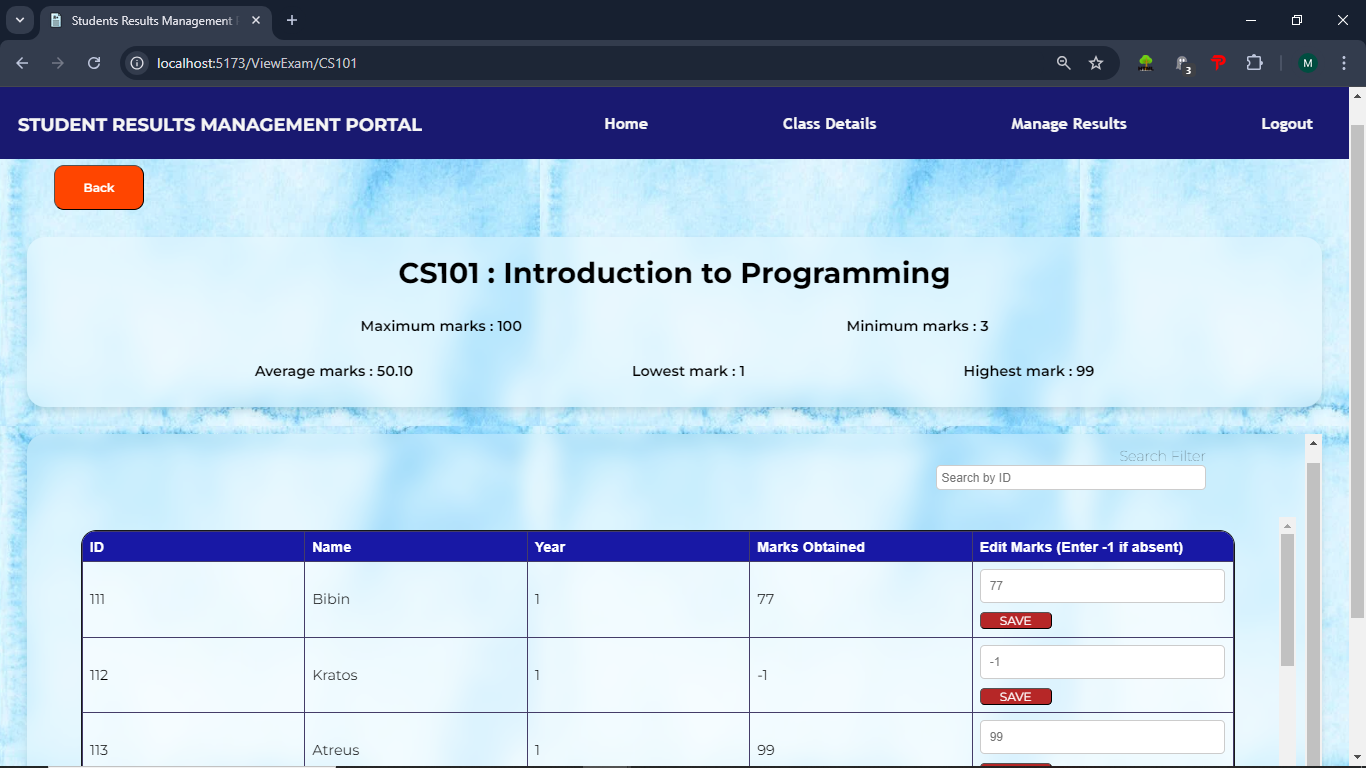 Students Results Management
localhost:5173/ViewExam/CS101
3
M
STUDENT RESULTS MANAGEMENT PORTAL Home Class Details Manage Results Logout
Back
CS101 : Introduction to Programming
Maximum marks : 100 Minimum marks : 3
Average marks : 50.10 Lowest mark : 1 Highest mark : 99
Search Filter
Search by ID
ID Name Year Marks Obtained Edit Marks (Enter -1 if absent)
111 Bibin 1 77 77
SAVE
112 Kratos 1 -1 -1
SAVE
113 Atreus 1 99 99